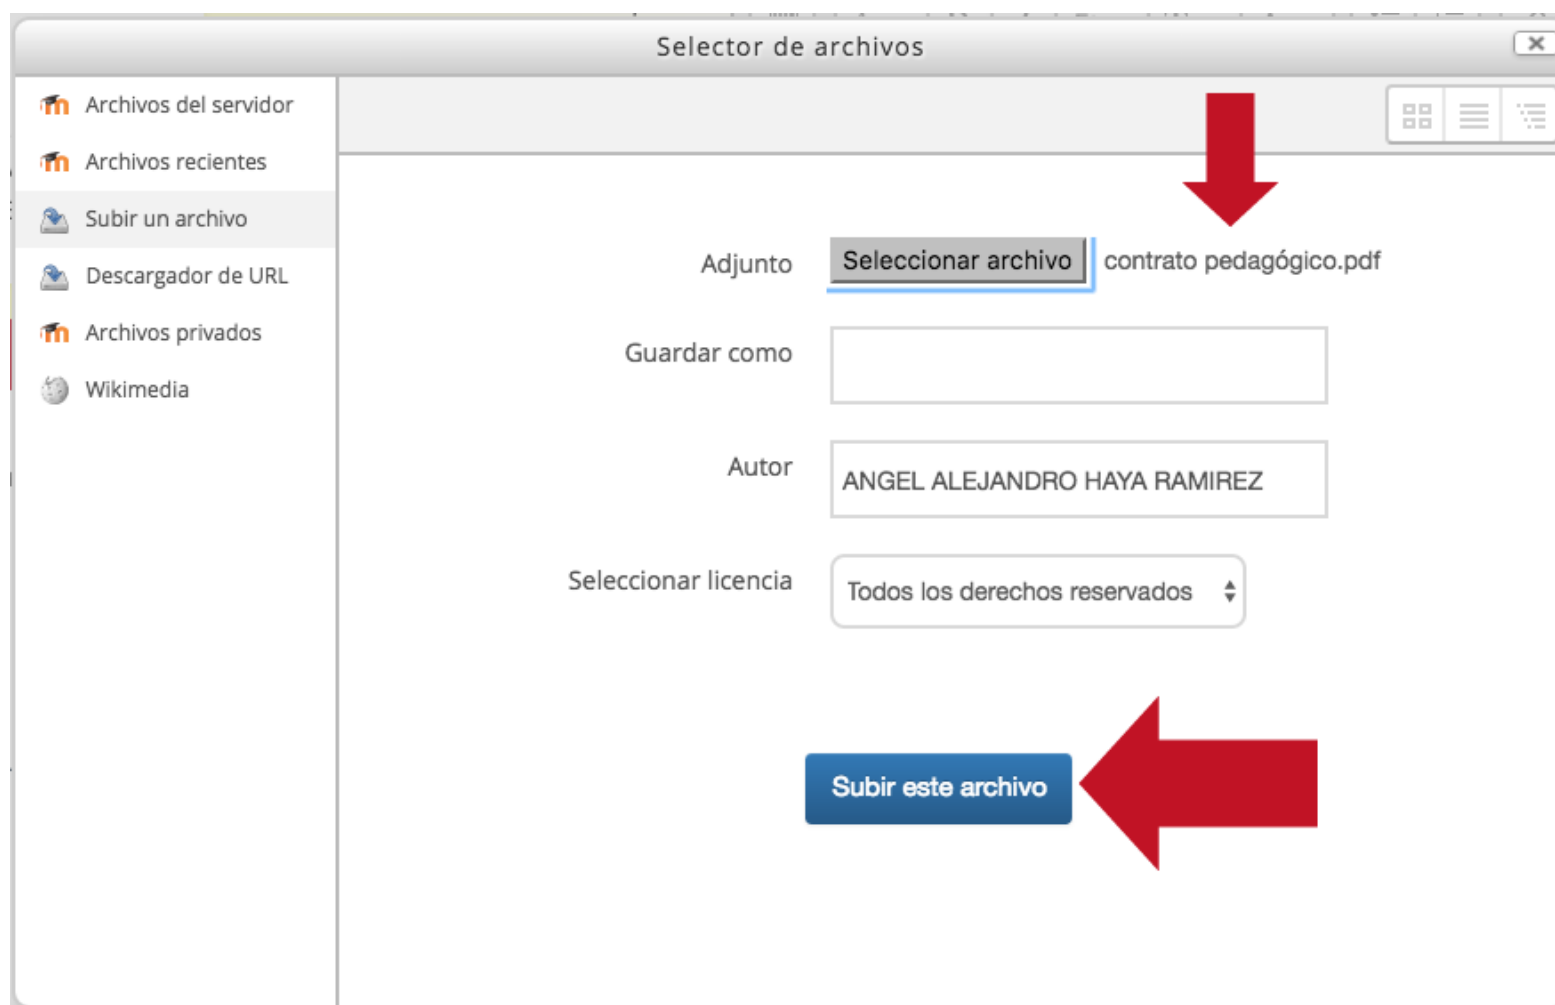 Selector de archivos
Archivos del servidor
Archivos recientes
Subir un archivo
Descargador de URL
Archivos privados
Wikimedia
Adjunto
Seleccionar archivo
contrato pedagógico.pdf
Guardar como
Autor
ANGEL ALEJANDRO HAYA RAMIREZ
Seleccionar licencia
Todos los derechos reservados
Subir este archivo